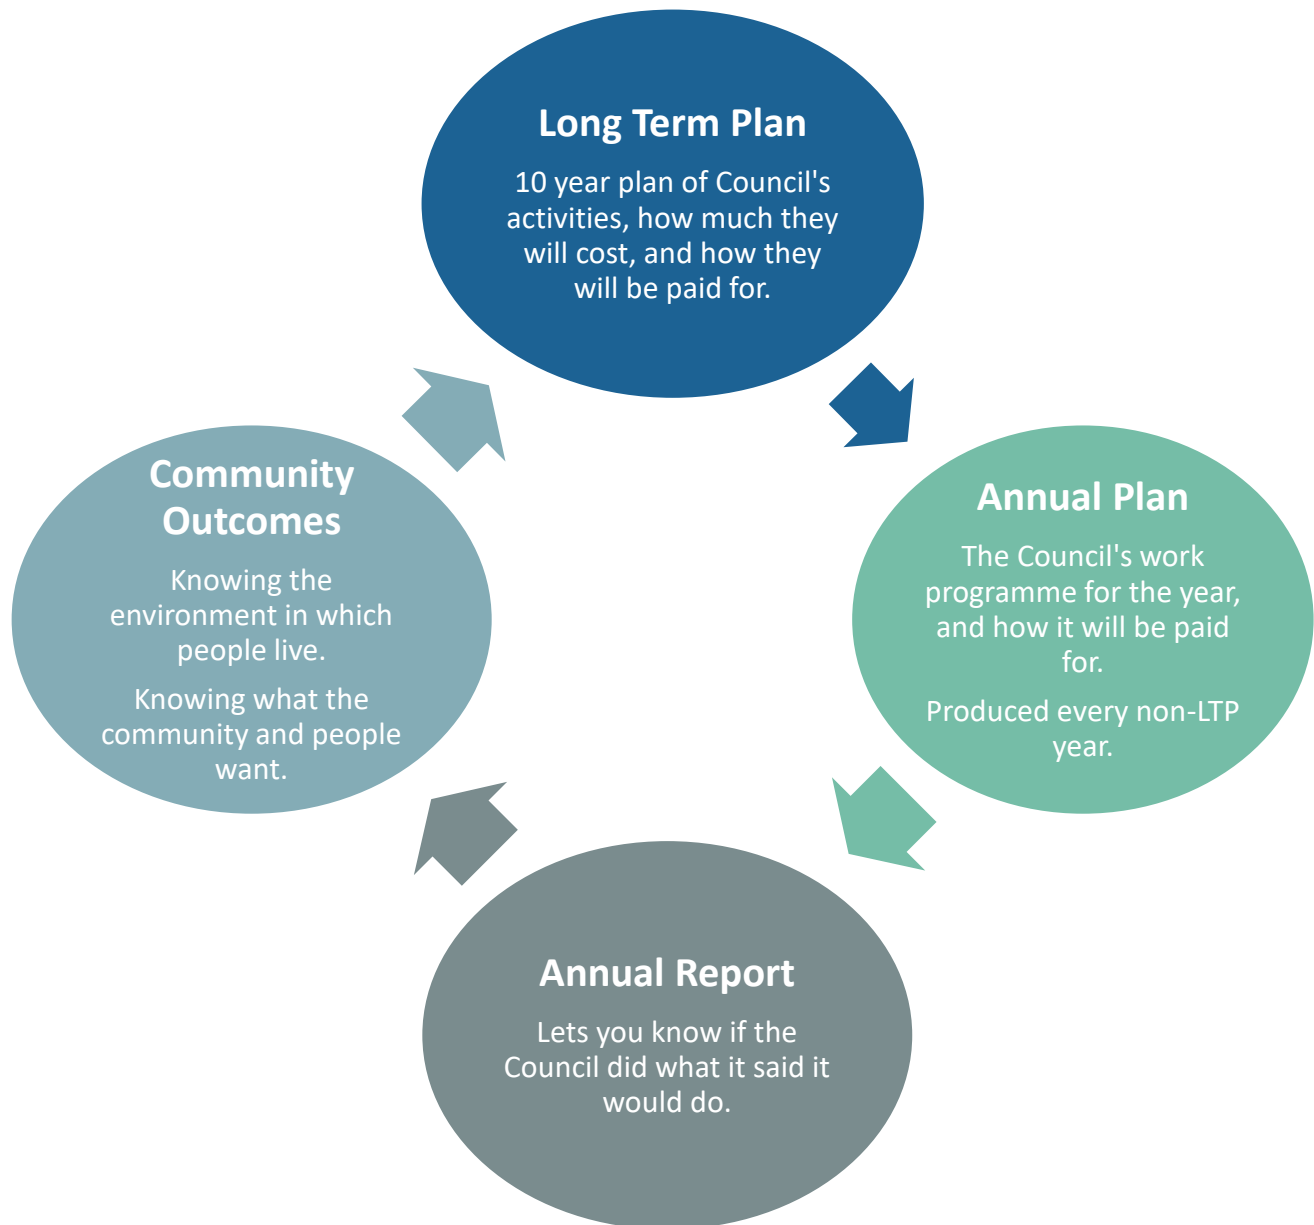 Long Term Plan
10 year plan of Council's
activities, how much they
will cost, and how they
will be paid for.
Annual Plan
The Council's work
programme for the year,
and how it will be paid
for.
Produced every non-LTP
year.
Annual Report
Lets you know if the
Council did what it said it
would do.
Community
Outcomes
Knowing the
environment in which
people live.
Knowing what the
community and people
want.